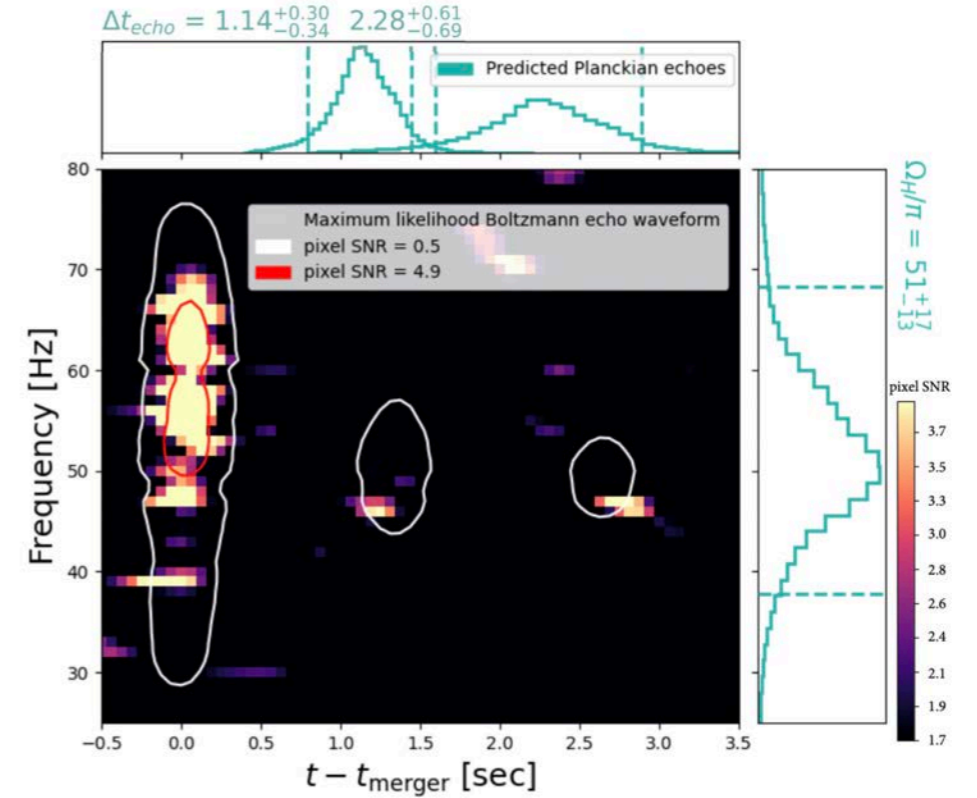 Δt_echo = 1.14^{+0.30}_{−0.34} 2.28^{+0.61}_{−0.69}
Predicted Planckian echoes
80
70
60
50
40
30
Frequency [Hz]
Maximum likelihood Boltzmann echo waveform
pixel SNR = 0.5
pixel SNR = 4.9
Ω_H/π = 51^{+17}_{−13}
pixel SNR
3.7
3.5
3.3
3.0
2.8
2.6
2.4
2.1
1.9
1.7
−0.5 0.0 0.5 1.0 1.5 2.0 2.5 3.0 3.5
t − t_merger [sec]